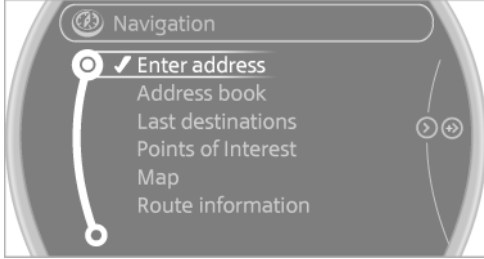 Navigation
Enter address
Address book
Last destinations
Points of Interest
Map
Route information